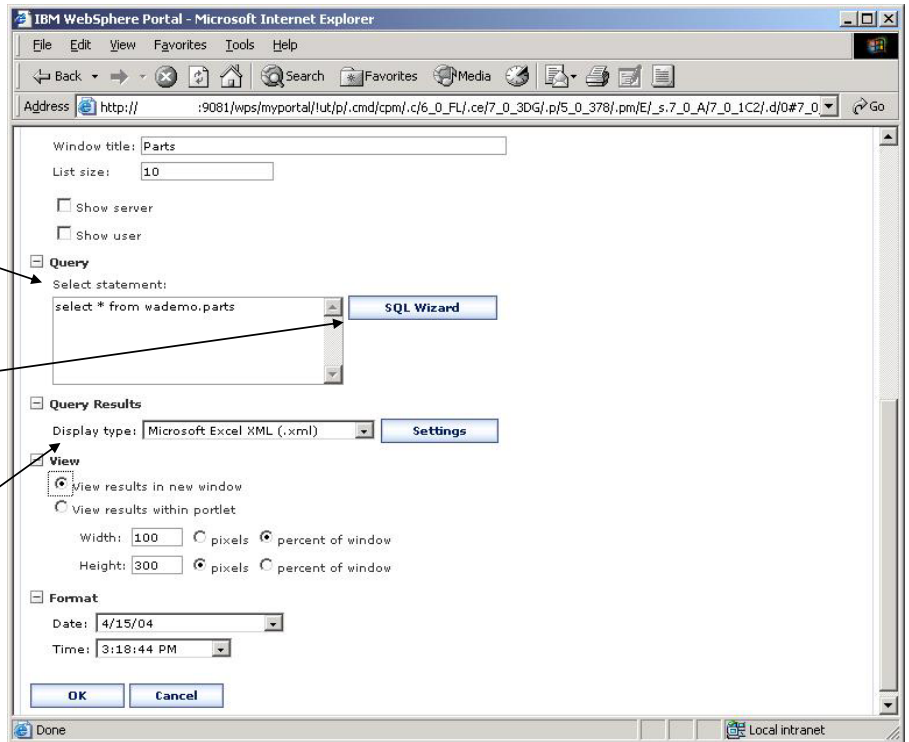 IBM WebSphere Portal - Microsoft Internet Explorer
File Edit View Favorites Tools Help
Back Search Favorites Media
Address http:// :9081/wps/myportal/!ut/p/.cmd/cpm/.c/6_0_FL/.ce/7_0_3DG/.p/5_0_378/.pm/E/_s.7_0_A/7_0_1C2/.d/0#7_0 Go
Window title: Parts
List size: 10
Show server
Show user
Query
Select statement:
select * from wademo.parts SQL Wizard
Query Results
Display type: Microsoft Excel XML (.xml) Settings
View
View results in new window
View results within portlet
Width: 100 pixels percent of window
Height: 300 pixels percent of window
Format
Date: 4/15/04
Time: 3:18:44 PM
OK Cancel
Done Local intranet